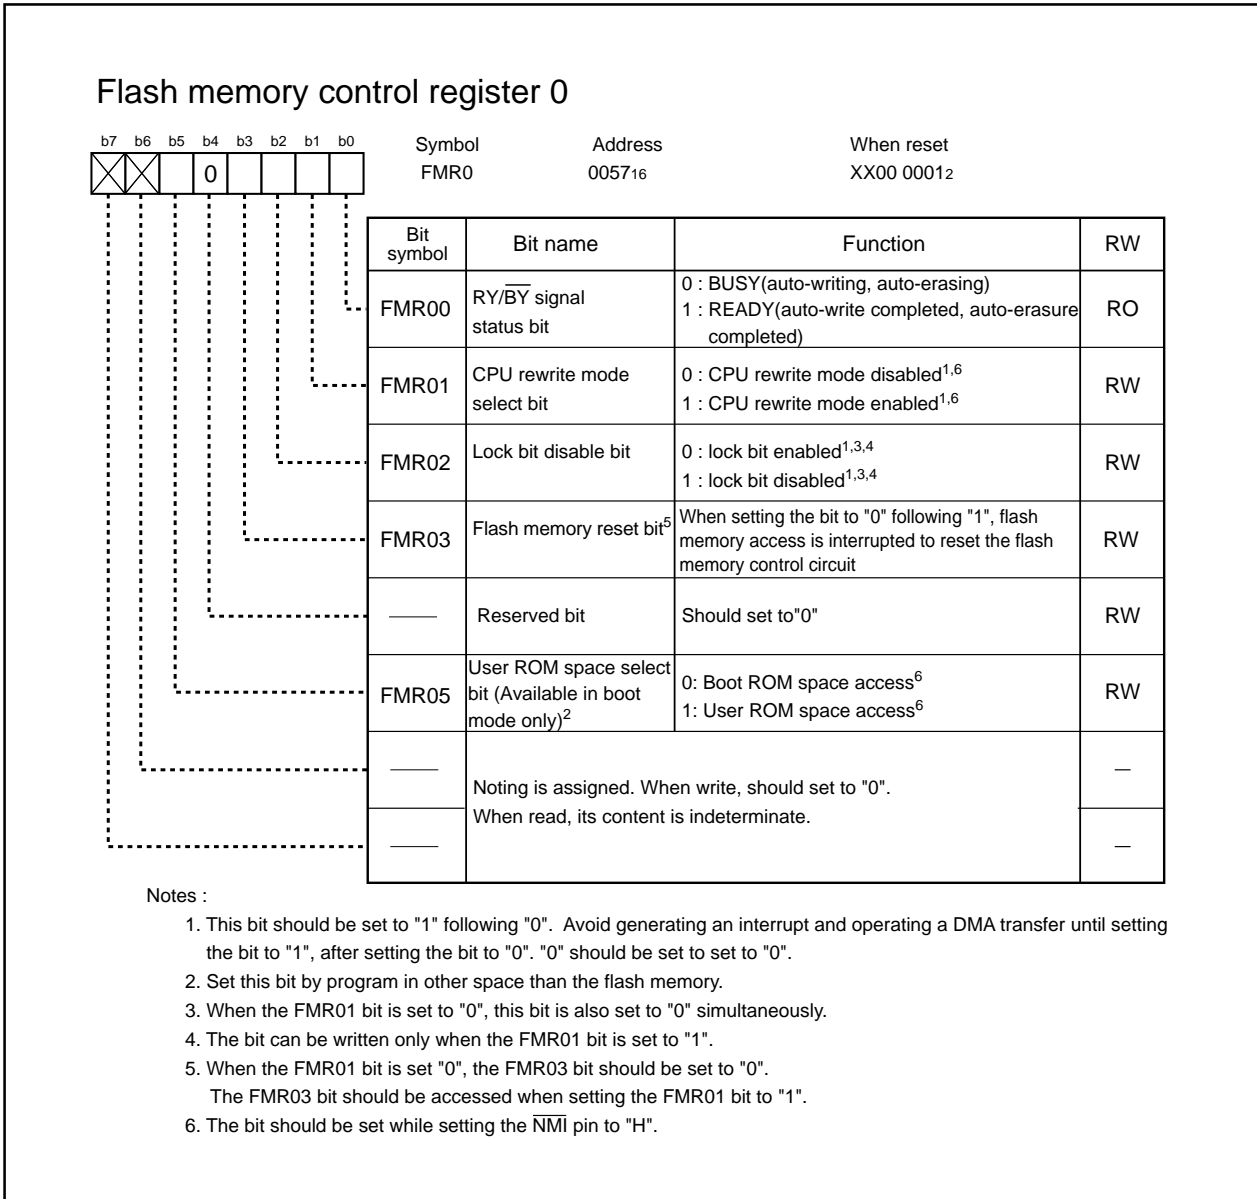 Flash memory control register 0
b7 b6 b5 b4 b3 b2 b1 b0
0
Symbol Address When reset
FMR0 005716 XX00 00012
Bit symbol Bit name Function RW
FMR00 RY/BY signal status bit 0 : BUSY(auto-writing, auto-erasing)
1 : READY(auto-write completed, auto-erasure completed) RO
FMR01 CPU rewrite mode select bit 0 : CPU rewrite mode disabled1,6
1 : CPU rewrite mode enabled1,6 RW
FMR02 Lock bit disable bit 0 : lock bit enabled1,3,4
1 : lock bit disabled1,3,4 RW
FMR03 Flash memory reset bit5 When setting the bit to "0" following "1", flash
memory access is interrupted to reset the flash
memory control circuit RW
Reserved bit Should set to"0" RW
FMR05 User ROM space select bit (Available in boot mode only)2 0: Boot ROM space access6
1: User ROM space access6 RW
Noting is assigned. When write, should set to "0".
When read, its content is indeterminate.
Notes :
1. This bit should be set to "1" following "0". Avoid generating an interrupt and operating a DMA transfer until setting
the bit to "1", after setting the bit to "0". "0" should be set to set to "0".
2. Set this bit by program in other space than the flash memory.
3. When the FMR01 bit is set to "0", this bit is also set to "0" simultaneously.
4. The bit can be written only when the FMR01 bit is set to "1".
5. When the FMR01 bit is set "0", the FMR03 bit should be set to "0".
The FMR03 bit should be accessed when setting the FMR01 bit to "1".
6. The bit should be set while setting the NMI pin to "H".